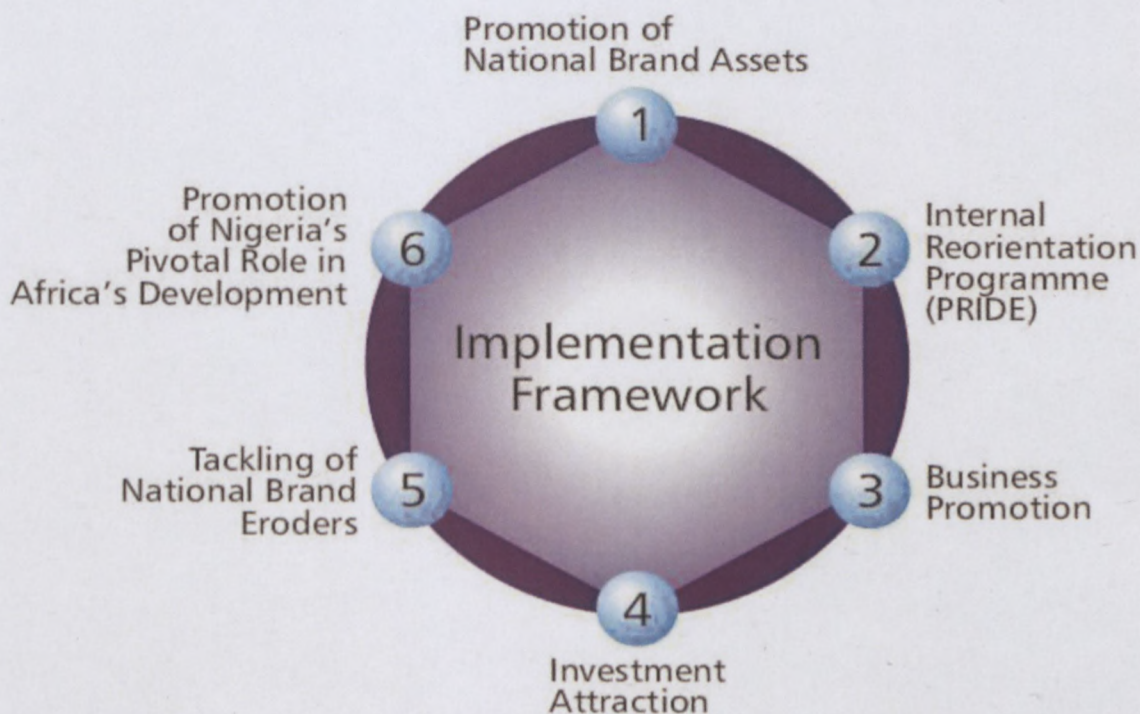 Promotion of
National Brand Assets
1
Internal
Reorientation
Programme
(PRIDE)
2
Business
Promotion
3
Investment
Attraction
4
Tackling of
National Brand
Eroders
5
Promotion
of Nigeria's
Pivotal Role in
Africa's Development
6
Implementation
Framework